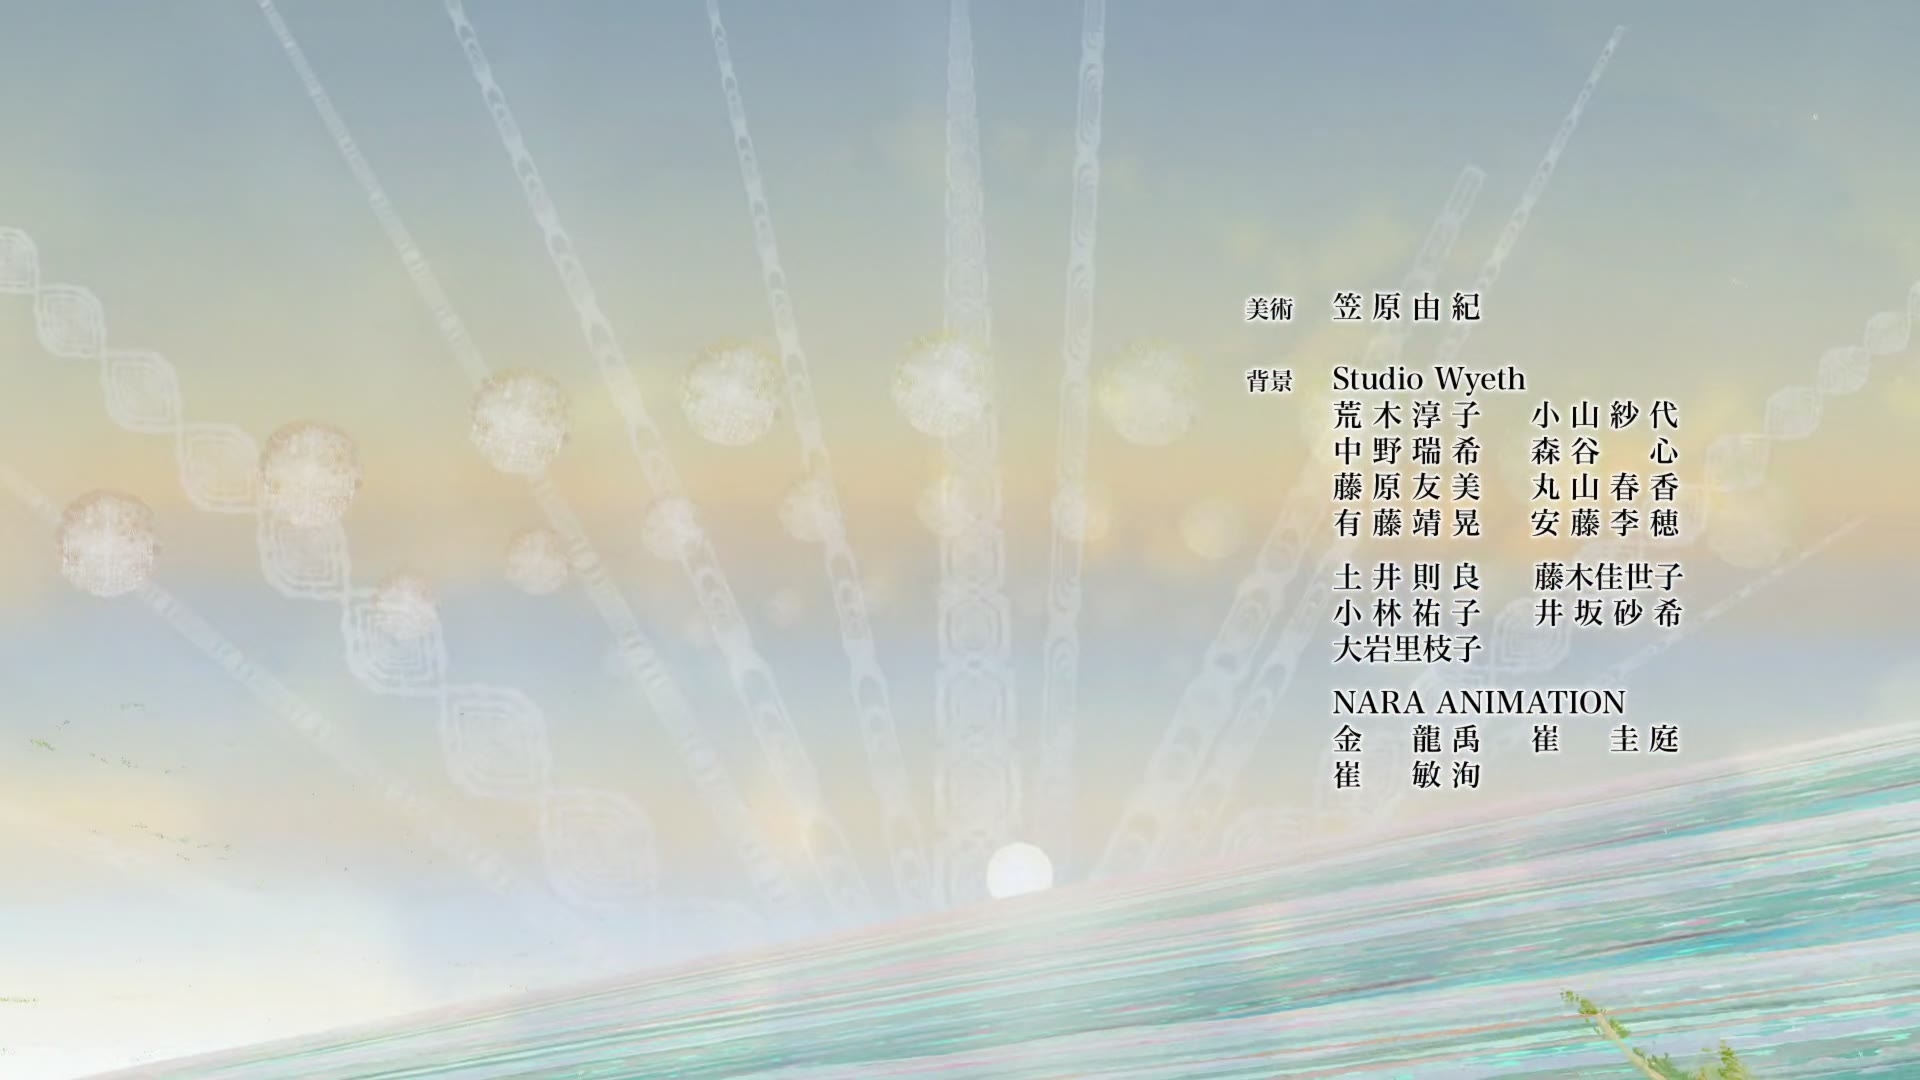 美術 笠原由紀
背景 Studio Wyeth
荒木淳子 小山紗代
中野瑞希 森谷 心
藤原友美 丸山春香
有藤靖晃 安藤李穂
土井則良 藤木佳世子
小林祐子 井坂砂希
大岩里枝子
NARA ANIMATION
金 龍禹 崔 圭庭
崔 敏洵